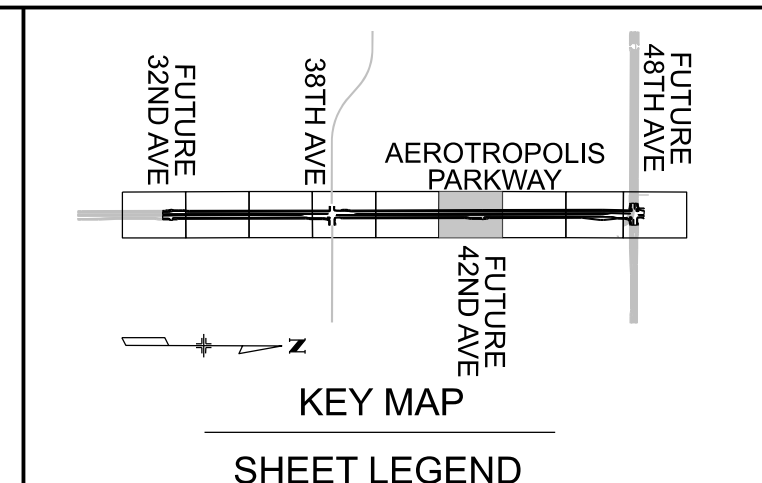 FUTURE
32ND AVE
38TH AVE
AEROTROPOLIS
PARKWAY
FUTURE
48TH AVE
FUTURE
42ND AVE
N
KEY MAP
SHEET LEGEND